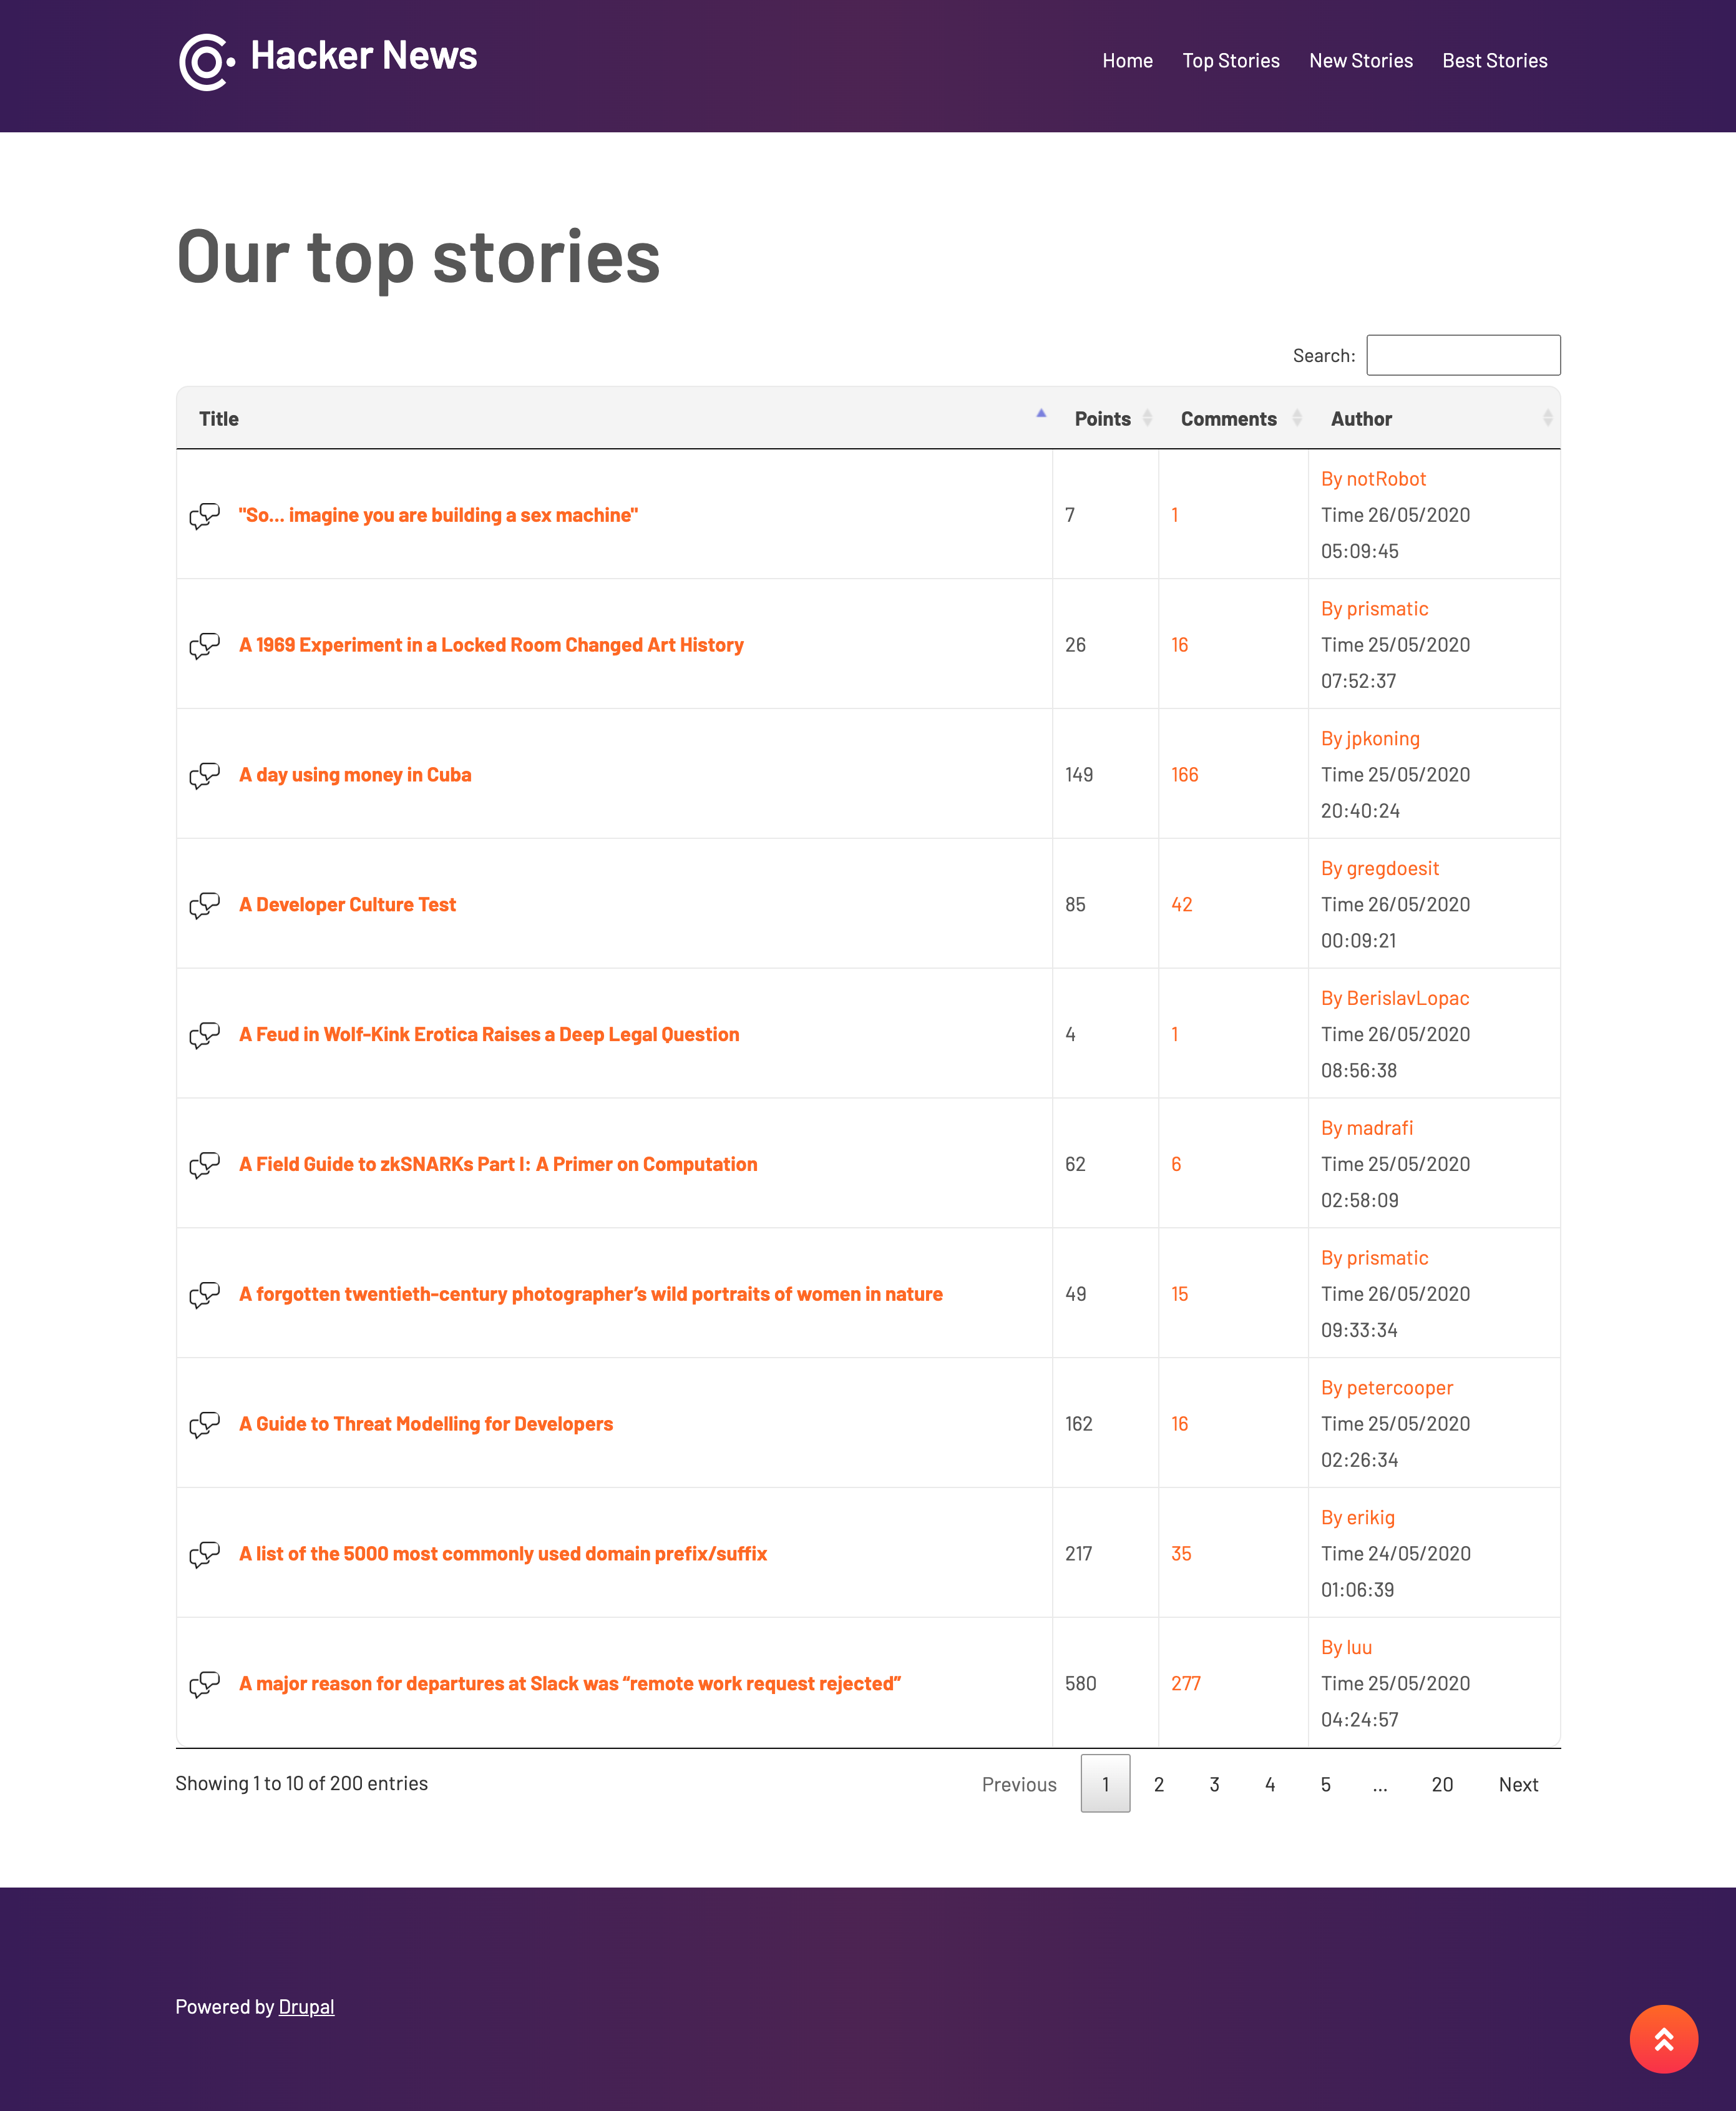 Hacker News
Home Top Stories New Stories Best Stories
Our top stories
Search:
Title Points Comments Author
"So... imagine you are building a sex machine" 7 1 By notRobot
Time 26/05/2020
05:09:45
A 1969 Experiment in a Locked Room Changed Art History 26 16 By prismatic
Time 25/05/2020
07:52:37
A day using money in Cuba 149 166 By jpkoning
Time 25/05/2020
20:40:24
A Developer Culture Test 85 42 By gregdoesit
Time 26/05/2020
00:09:21
A Feud in Wolf-Kink Erotica Raises a Deep Legal Question 4 1 By BerislavLopac
Time 26/05/2020
08:56:38
A Field Guide to zkSNARKs Part I: A Primer on Computation 62 6 By madrafi
Time 25/05/2020
02:58:09
A forgotten twentieth-century photographer’s wild portraits of women in nature 49 15 By prismatic
Time 26/05/2020
09:33:34
A Guide to Threat Modelling for Developers 162 16 By petercooper
Time 25/05/2020
02:26:34
A list of the 5000 most commonly used domain prefix/suffix 217 35 By erikig
Time 24/05/2020
01:06:39
A major reason for departures at Slack was “remote work request rejected” 580 277 By luu
Time 25/05/2020
04:24:57
Showing 1 to 10 of 200 entries Previous 1 2 3 4 5 … 20 Next
Powered by Drupal